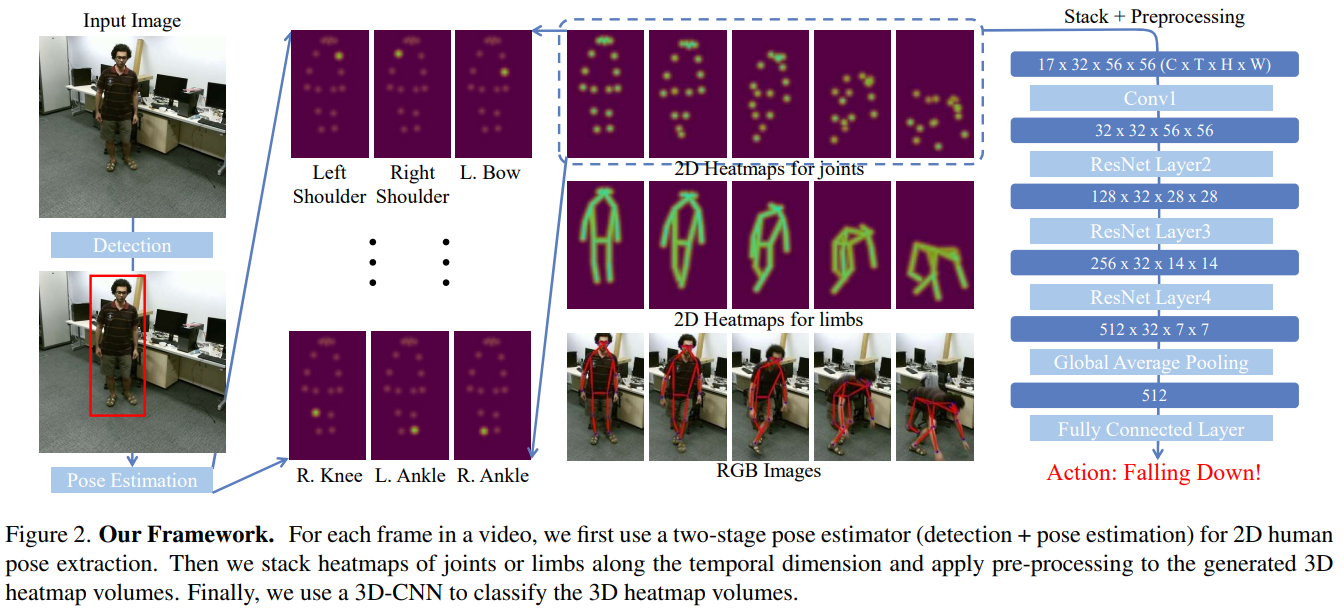 Input Image
Detection
Pose Estimation
Left
Shoulder
Right
Shoulder
L. Bow
R. Knee
L. Ankle
R. Ankle
2D Heatmaps for joints
2D Heatmaps for limbs
RGB Images
Stack + Preprocessing
17 x 32 x 56 x 56 (C x T x H x W)
Conv1
32 x 32 x 56 x 56
ResNet Layer2
128 x 32 x 28 x 28
ResNet Layer3
256 x 32 x 14 x 14
ResNet Layer4
512 x 32 x 7 x 7
Global Average Pooling
512
Fully Connected Layer
Action: Falling Down!
Figure 2. Our Framework. For each frame in a video, we first use a two-stage pose estimator (detection + pose estimation) for 2D human
pose extraction. Then we stack heatmaps of joints or limbs along the temporal dimension and apply pre-processing to the generated 3D
heatmap volumes. Finally, we use a 3D-CNN to classify the 3D heatmap volumes.